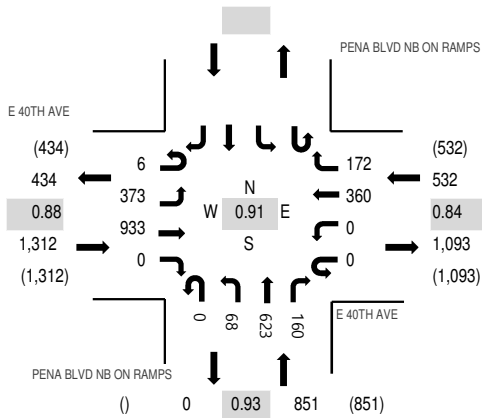 PENA BLVD NB ON RAMPS
E 40TH AVE
(434)
(532)
434
6
172
532
373
N
360
0.88
W 0.91 E
0.84
933
0
1,312
S
1,093
0
0
(1,312)
(1,093)
0 68 623 160
E 40TH AVE
PENA BLVD NB ON RAMPS
() 0 0.93 851 (851)